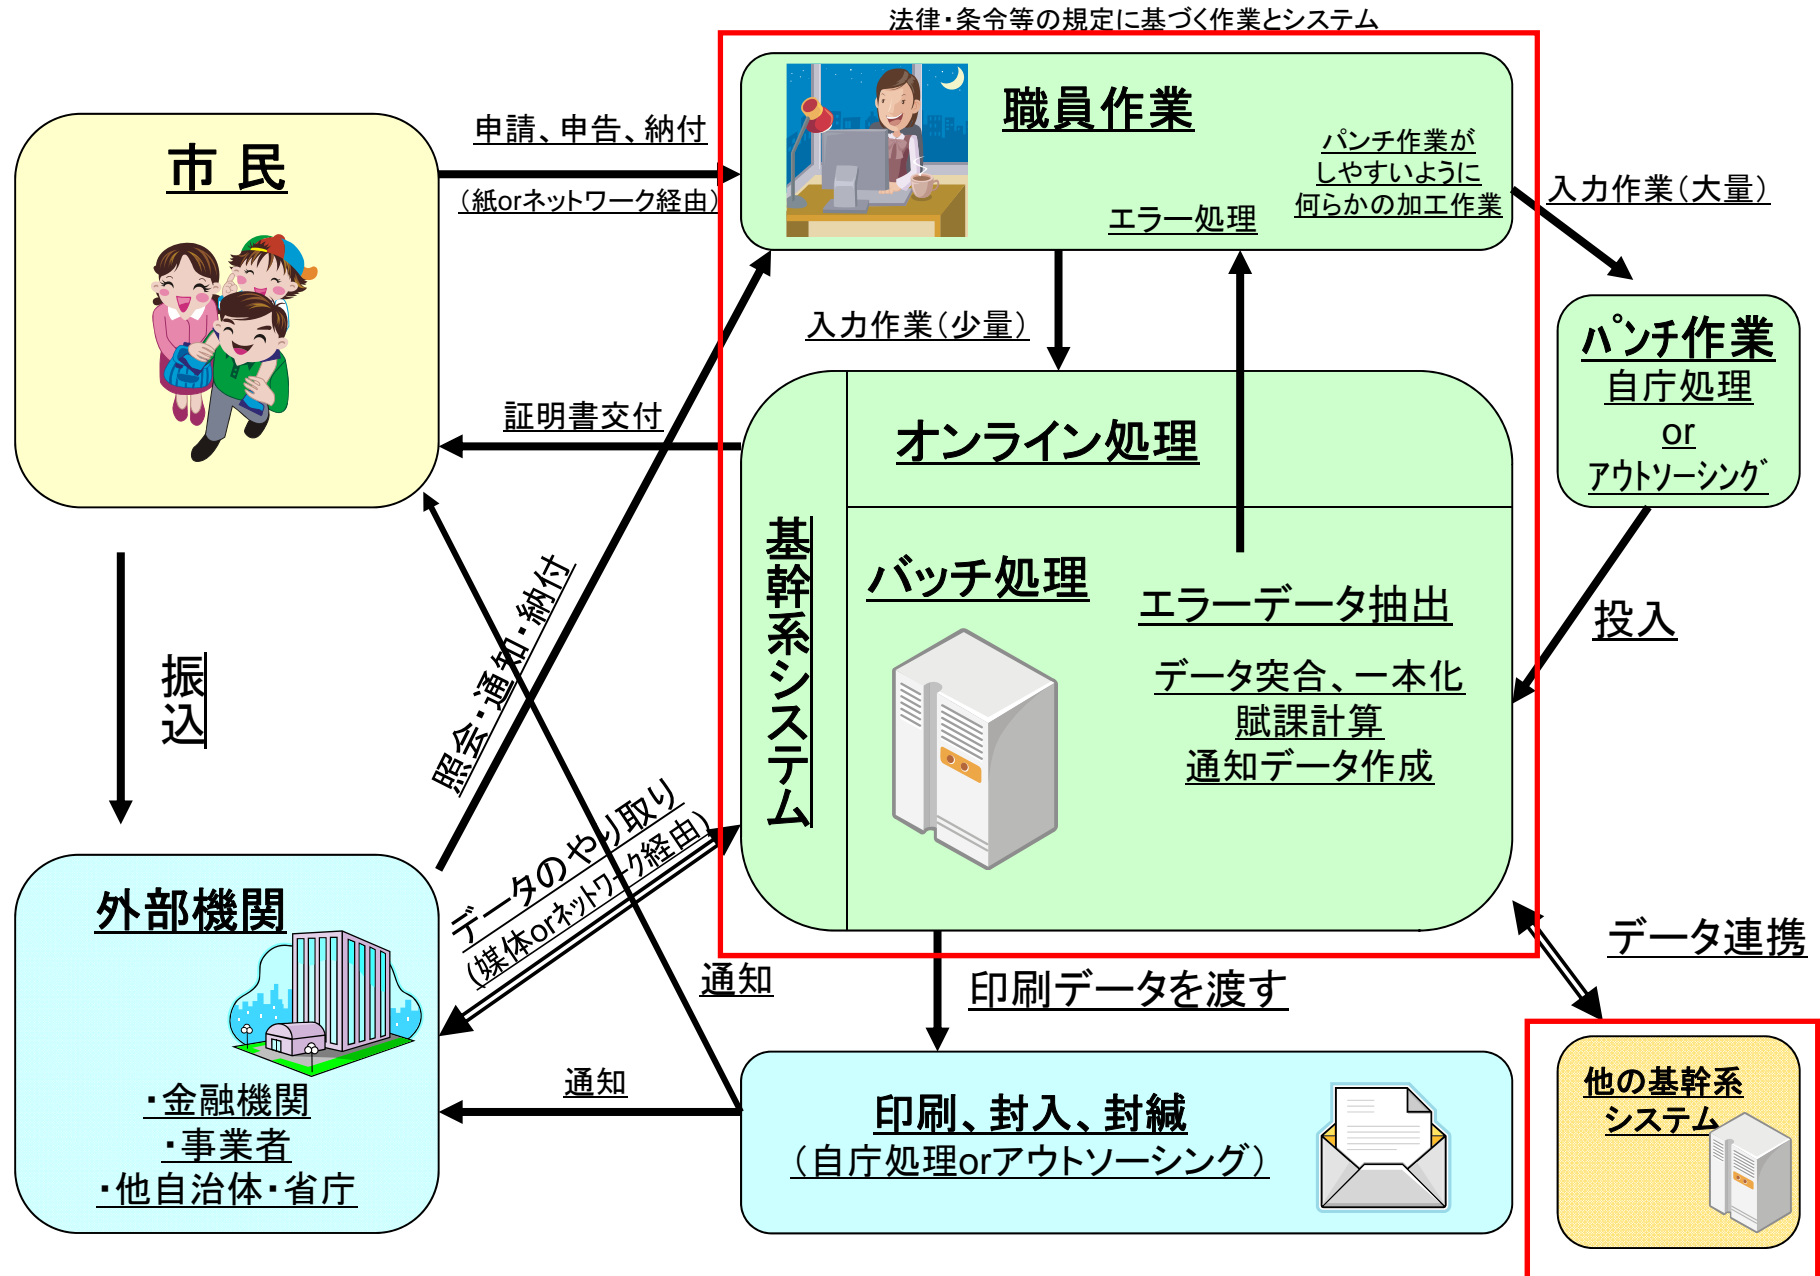 法律・条令等の規定に基づく作業とシステム
市 民
申請、申告、納付
（紙orネットワーク経由）
職員作業
パンチ作業が
しやすいように
何らかの加工作業
エラー処理
入力作業（大量）
入力作業（少量）
パンチ作業
自庁処理
or
アウトソーシング
証明書交付
オンライン処理
基幹系システム
バッチ処理
エラーデータ抽出
データ突合、一本化
賦課計算
通知データ作成
投入
振込
照会・通知・納付
データのやり取り
（媒体orネットワーク経由）
外部機関
・金融機関
・事業者
・他自治体・省庁
通知
通知
印刷データを渡す
データ連携
印刷、封入、封緘
（自庁処理orアウトソーシング）
他の基幹系
システム